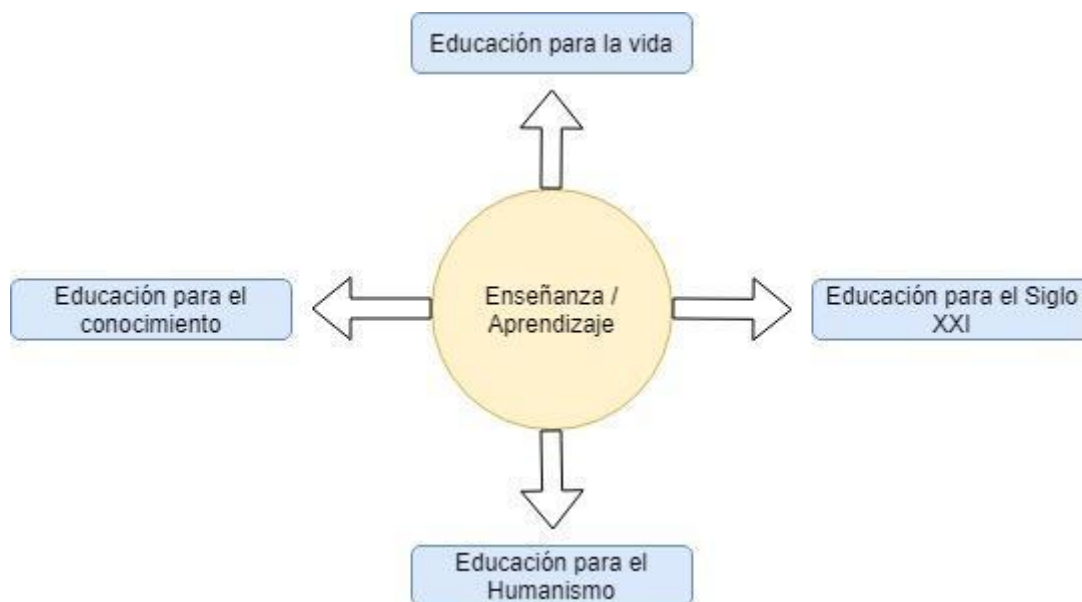 Educación para la vida
Educación para el
conocimiento
Enseñanza /
Aprendizaje
Educación para el Siglo
XXI
Educación para el
Humanismo